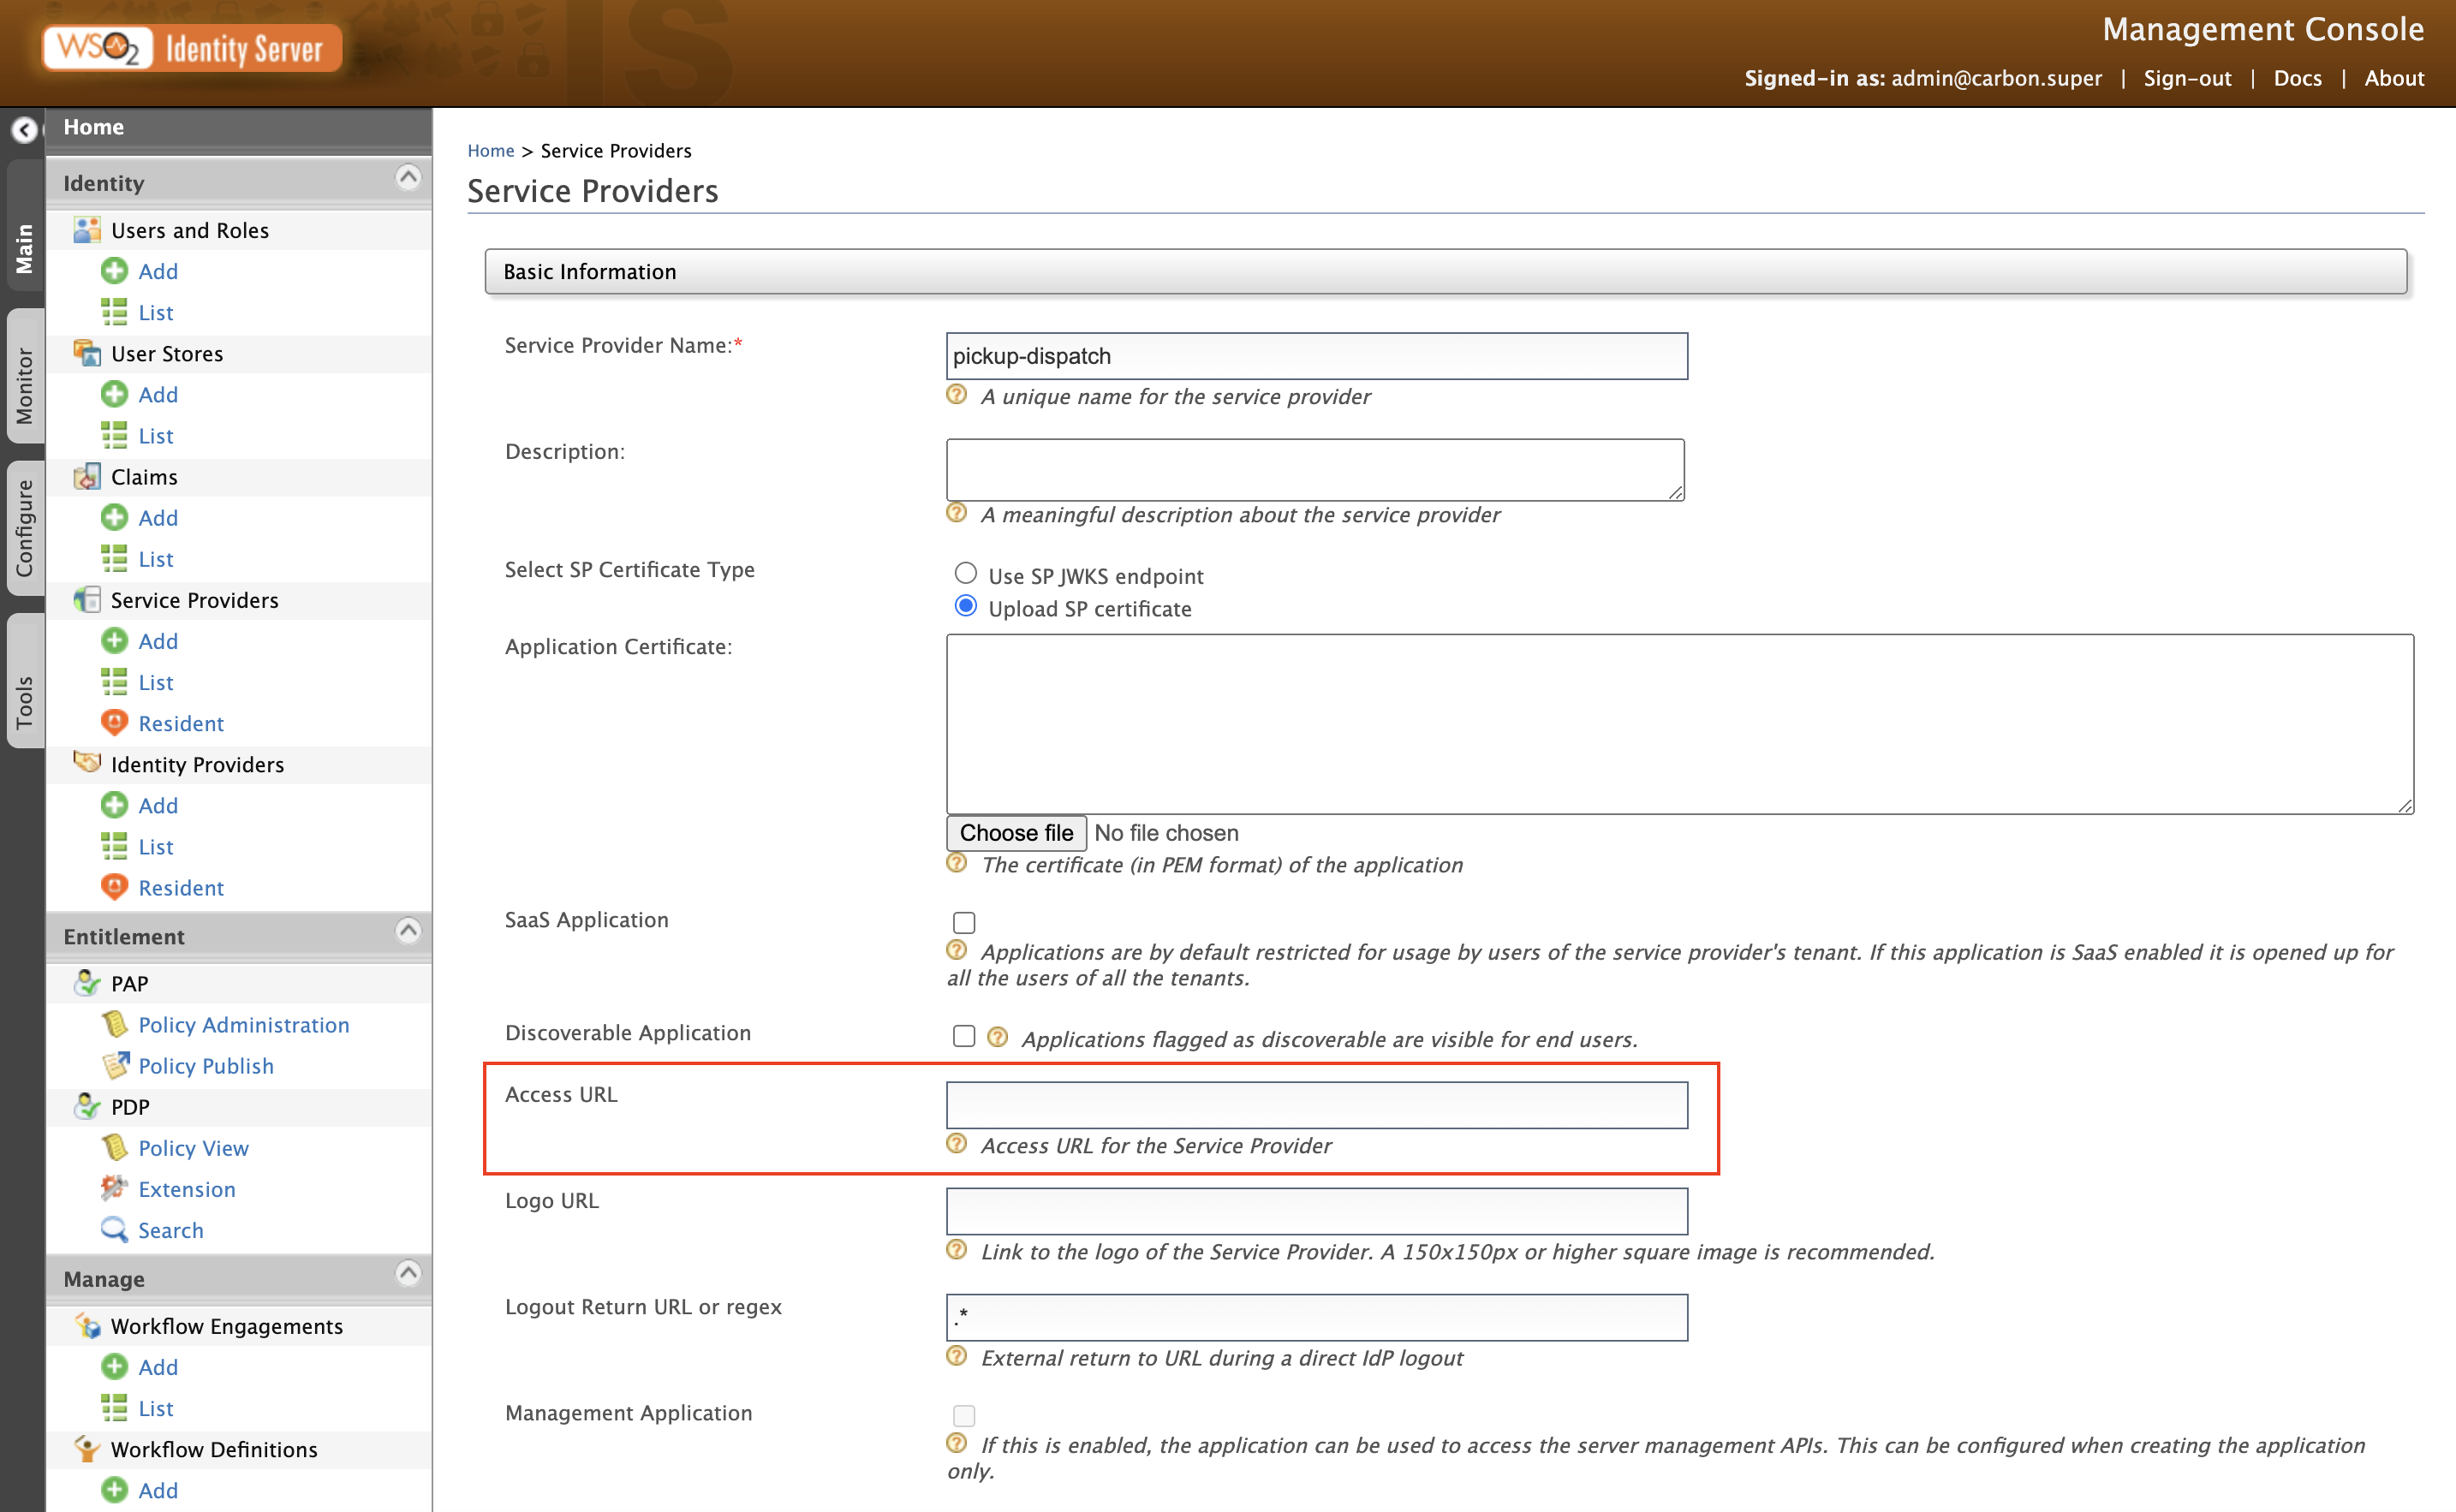 WSO2 Identity Server
Management Console
Signed-in as: admin@carbon.super | Sign-out | Docs | About
Main
Monitor
Configure
Tools
Home
Identity
Users and Roles
Add
List
User Stores
Add
List
Claims
Add
List
Service Providers
Add
List
Resident
Identity Providers
Add
List
Resident
Entitlement
PAP
Policy Administration
Policy Publish
PDP
Policy View
Extension
Search
Manage
Workflow Engagements
Add
List
Workflow Definitions
Add
Home > Service Providers
Service Providers
Basic Information
Service Provider Name:*
pickup-dispatch
A unique name for the service provider
Description:
A meaningful description about the service provider
Select SP Certificate Type
Use SP JWKS endpoint
Upload SP certificate
Application Certificate:
Choose file No file chosen
The certificate (in PEM format) of the application
SaaS Application
Applications are by default restricted for usage by users of the service provider's tenant. If this application is SaaS enabled it is opened up for
all the users of all the tenants.
Discoverable Application
Applications flagged as discoverable are visible for end users.
Access URL
Access URL for the Service Provider
Logo URL
Link to the logo of the Service Provider. A 150x150px or higher square image is recommended.
Logout Return URL or regex
.*
External return to URL during a direct IdP logout
Management Application
If this is enabled, the application can be used to access the server management APIs. This can be configured when creating the application
only.